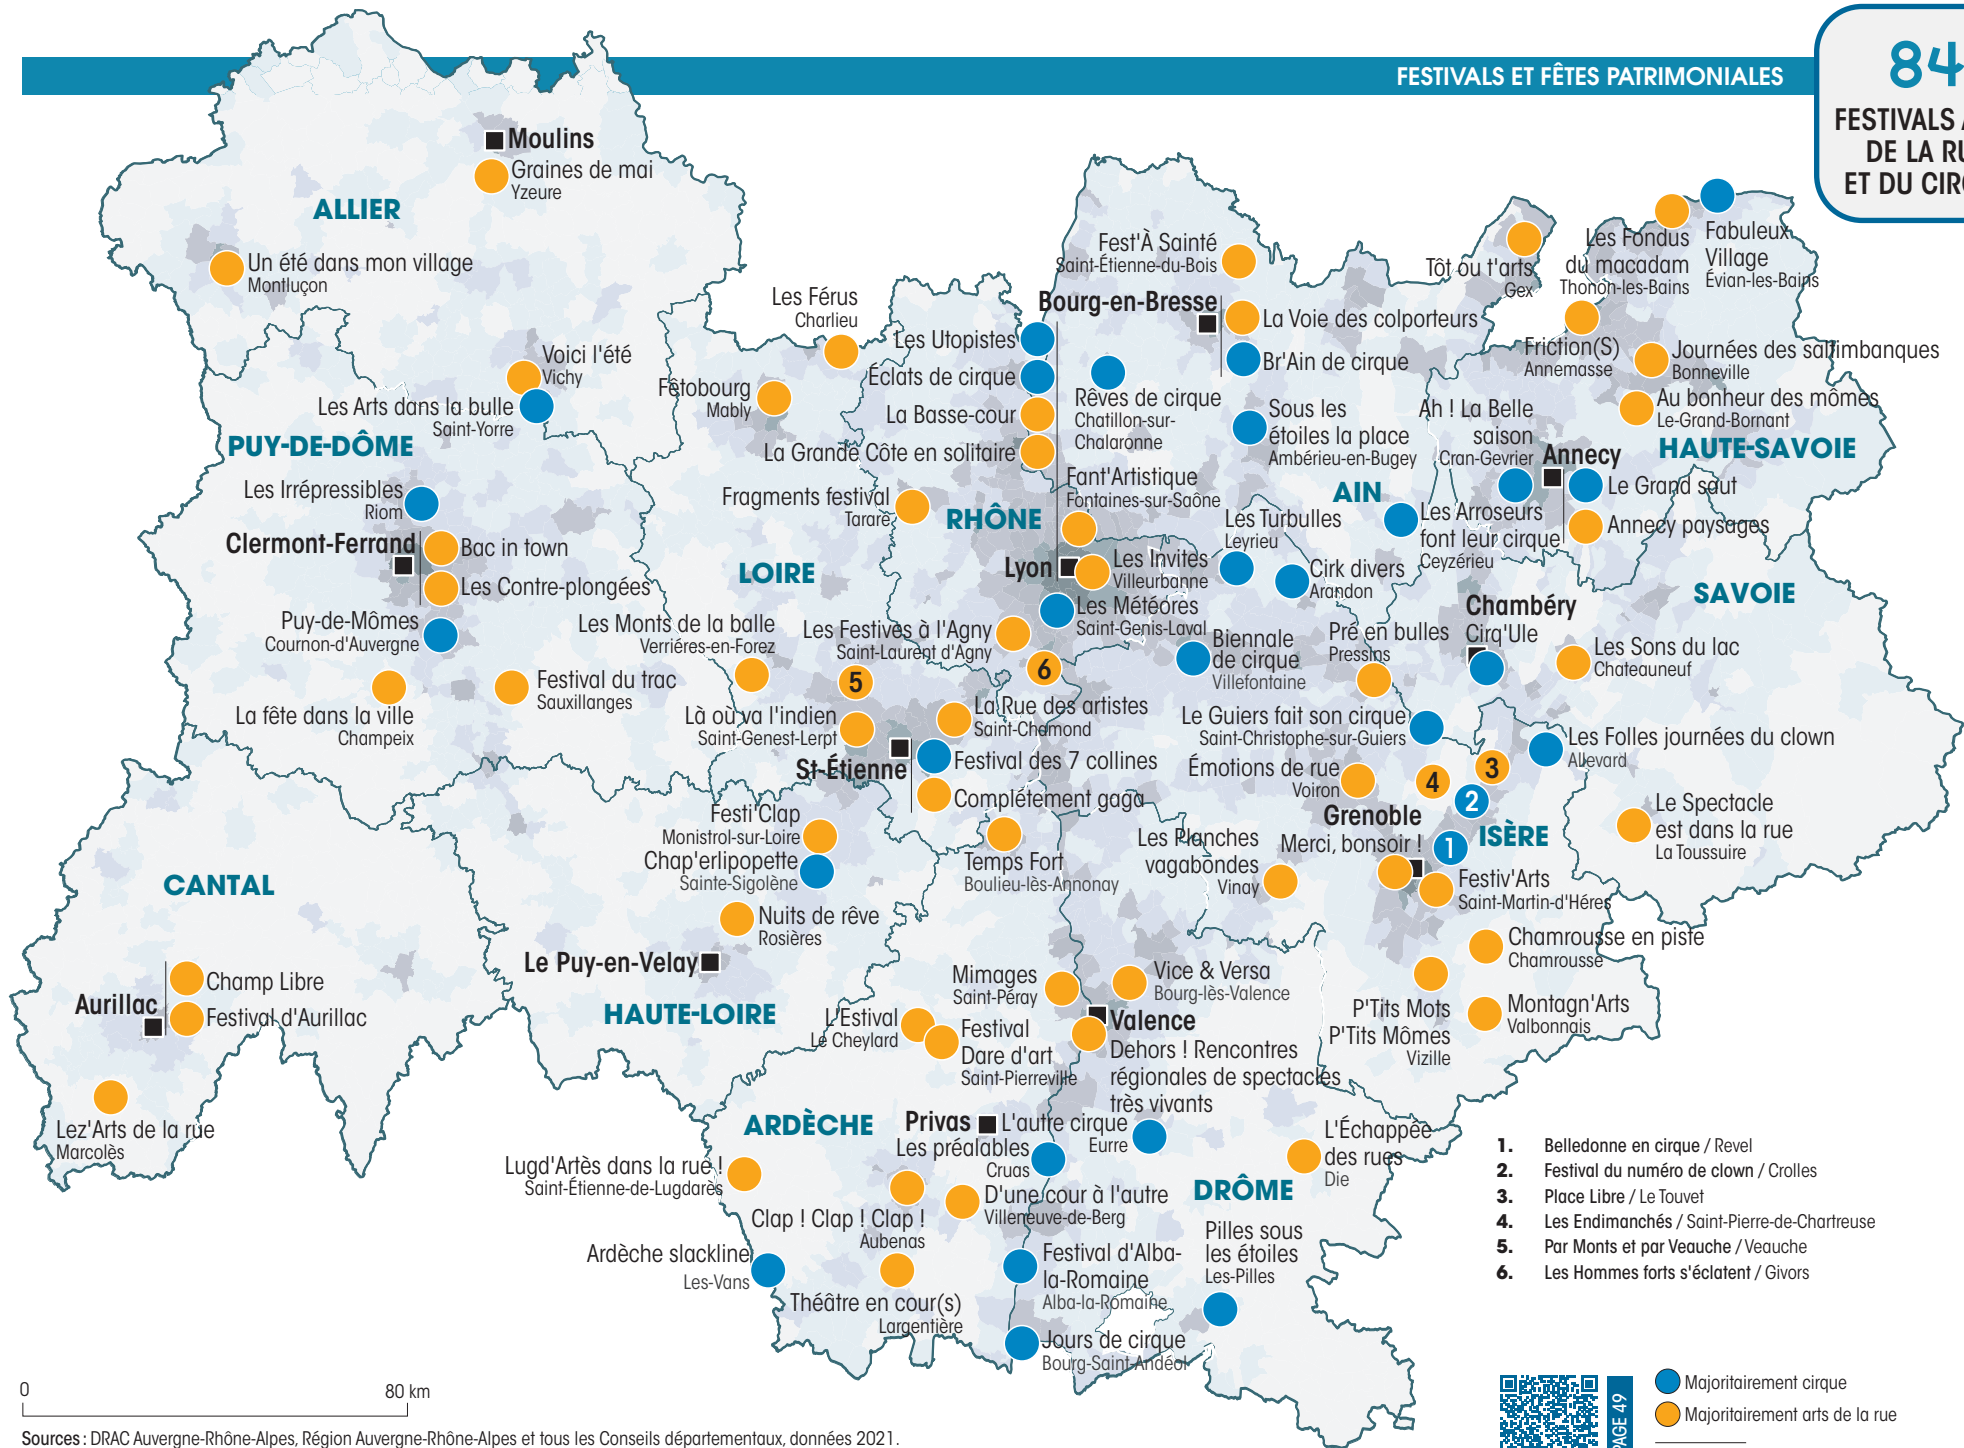 FESTIVALS ET FÊTES PATRIMONIALES
84
FESTIVALS
DE LA
ET DU
Moulins
Graines de mai
Yzeure
ALLIER
Un été dans mon village
Montluçon
Voici l'été
Vichy
Les Arts dans la bulle
Saint-Yorre
PUY-DE-DÔME
Les Irrépressibles
Riom
Clermont-Ferrand
Bac in town
Les Contre-plongées
Puy-de-Mômes
Cournon-d'Auvergne
La fête dans la ville
Champeix
Festival du trac
Sauxillanges
Les Férus
Charlieu
Fêtobourg
Mably
Fragments festival
Tarare
LOIRE
Les Monts de la balle
Verriéres-en-Forez
5
Là où va l'indien
Saint-Genest-Lerpt
St-Étienne
La Rue des artistes
Saint-Chamond
Festival des 7 collines
Complétement gaga
Les Utopistes
Éclats de cirque
La Basse-cour
La Grande Côte en solitaire
RHÔNE
Fant'Artistique
Fontaines-sur-Saône
Lyon
Les Invites
Villeurbanne
Les Météores
Saint-Genis-Laval
Les Festives à l'Agny
Saint-Laurent d'Agny
6
Fest'À Sainté
Saint-Étienne-du-Bois
Bourg-en-Bresse
La Voie des colporteurs
Br'Ain de cirque
Rêves de cirque
Chatillon-sur-
Chalaronne
Sous les
étoiles la place
Ambérieu-en-Bugey
AIN
Tôt ou t'arts
Gex
Les Arroseurs
font leur cirque
Ceyzérieu
Les Fondus
du macadam
Thonon-les-Bains
Fabuleux
Village
Évian-les-Bains
Friction(S)
Annemasse
Journées des saltimbanques
Bonneville
Au bonheur des mômes
Le-Grand-Bornant
HAUTE-SAVOIE
Ah ! La Belle
saison
Cran-Gevrier
Annecy
Le Grand saut
Annecy paysages
SAVOIE
Chambéry
Cirq'Ule
Les Sons du lac
Chateauneuf
Le Spectacle
est dans la rue
La Toussuire
Les Turbulles
Leyrieu
Cirk divers
Arandon
Biennale
de cirque
Villefontaine
Pré en bulles
Pressins
Le Guiers fait son cirque
Saint-Christophe-sur-Guiers
Les Folles journées du clown
Allevard
Émotions de rue
Voiron
4
3
2
1
Grenoble
Merci, bonsoir !
ISÈRE
Les Planches
vagabondes
Vinay
Festiv'Arts
Saint-Martin-d'Héres
Chamrousse en piste
Chamrousse
P'Tits Mots
P'Tits Mômes
Vizille
Montagn'Arts
Valbonnais
CANTAL
Aurillac
Champ Libre
Festival d'Aurillac
Lez'Arts de la rue
Marcolès
Festi'Clap
Monistrol-sur-Loire
Chap'erlipopette
Sainte-Sigolène
Nuits de rêve
Rosières
Le Puy-en-Velay
HAUTE-LOIRE
Temps Fort
Boulieu-lès-Annonay
Mimages
Saint-Péray
L'Estival
Le Cheylard
Festival
Dare d'art
Saint-Pierreville
ARDÈCHE
Privas
Les préalables
Cruas
Lugd'Artès dans la rue !
Saint-Étienne-de-Lugdarès
Clap ! Clap ! Clap !
Aubenas
D'une cour à l'autre
Villeneuve-de-Berg
Ardèche slackline
Les-Vans
Théâtre en cour(s)
Largentière
Festival d'Alba-
la-Romaine
Alba-la-Romaine
Jours de cirque
Bourg-Saint-Andéol
Vice & Versa
Bourg-lès-Valence
Valence
Dehors ! Rencontres
régionales de spectacles
très vivants
L'autre cirque
Eurre
DRÔME
L'Échappée
des rues
Die
Pilles sous
les étoiles
Les-Pilles
1. Belledonne en cirque / Revel
2. Festival du numéro de clown / Crolles
3. Place Libre / Le Touvet
4. Les Endimanchés / Saint-Pierre-de-Chartreuse
5. Par Monts et par Veauche / Veauche
6. Les Hommes forts s'éclatent / Givors
PAGE 49
Majoritairement cirque
Majoritairement arts de la rue
0 80 km
Sources : DRAC Auvergne-Rhône-Alpes, Région Auvergne-Rhône-Alpes et tous les Conseils départementaux, données 2021.